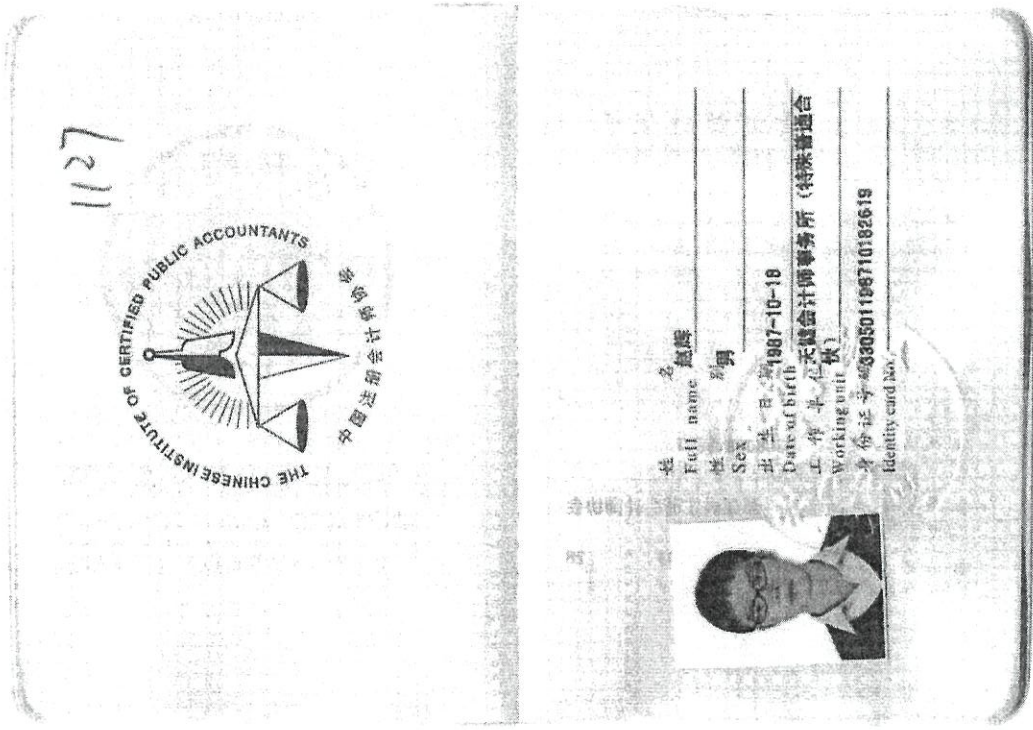 1127
THE CHINESE INSTITUTE OF CERTIFIED PUBLIC ACCOUNTANTS
中国注册会计师协会
姓 名 赵辉
Full name
性 别 男
Sex
出生日期 1987-10-18
Date of birth
工作单位 天健会计师事务所（特殊普通合
伙）
Working unit
身份证号码 330501198710182619
Identity card No.